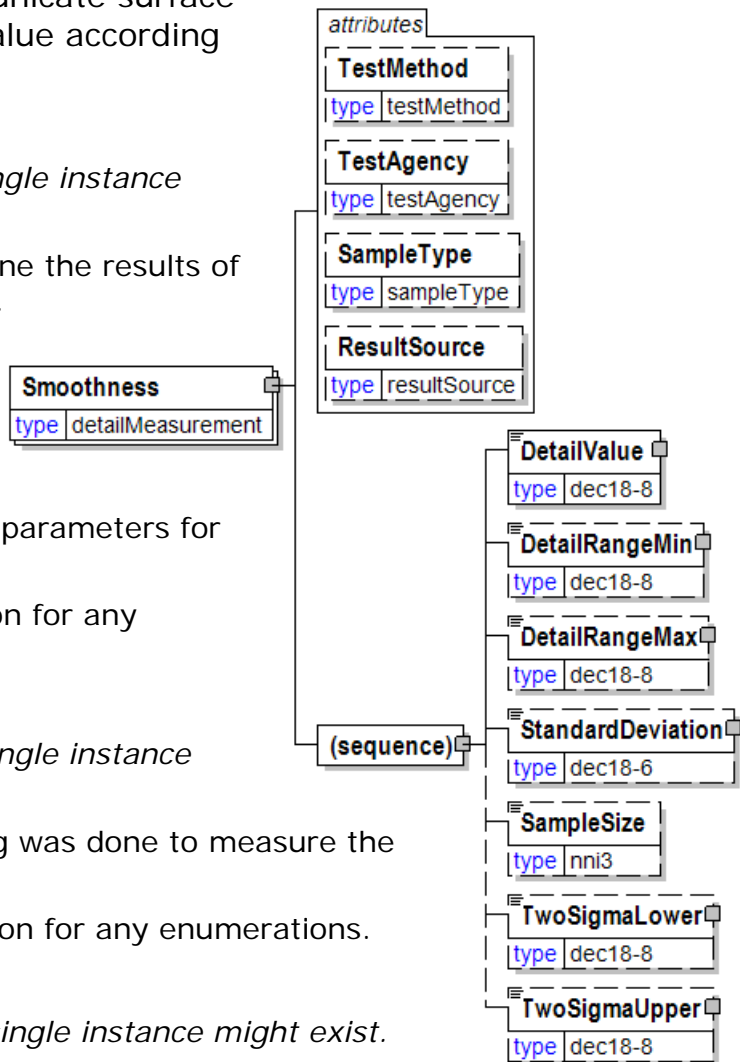 unicate surface
alue according
ngle instance
ne the results of
parameters for
on for any
ngle instance
g was done to measure the
on for any enumerations.
single instance might exist.
Smoothness
type detailMeasurement
attributes
TestMethod
type testMethod
TestAgency
type testAgency
SampleType
type sampleType
ResultSource
type resultSource
(sequence)
DetailValue
type dec18-8
DetailRangeMin
type dec18-8
DetailRangeMax
type dec18-8
StandardDeviation
type dec18-6
SampleSize
type nni3
TwoSigmaLower
type dec18-8
TwoSigmaUpper
type dec18-8